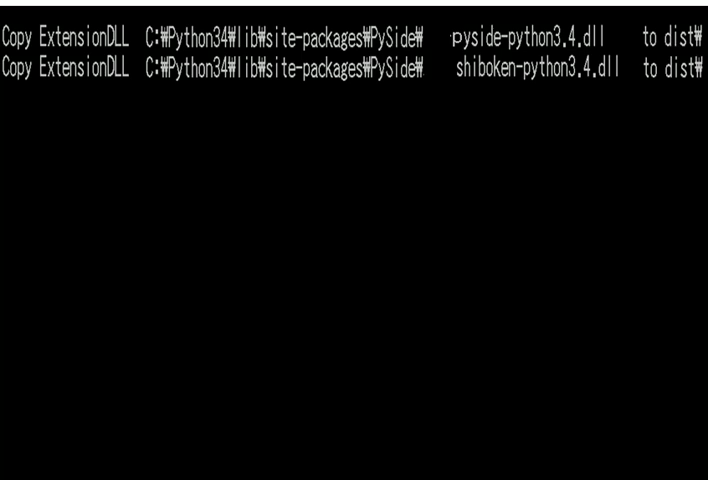 Copy ExtensionDLL C:₩Python34₩lib₩site-packages₩PySide₩ pyside-python3.4.dll to dist₩
Copy ExtensionDLL C:₩Python34₩lib₩site-packages₩PySide₩ shiboken-python3.4.dll to dist₩